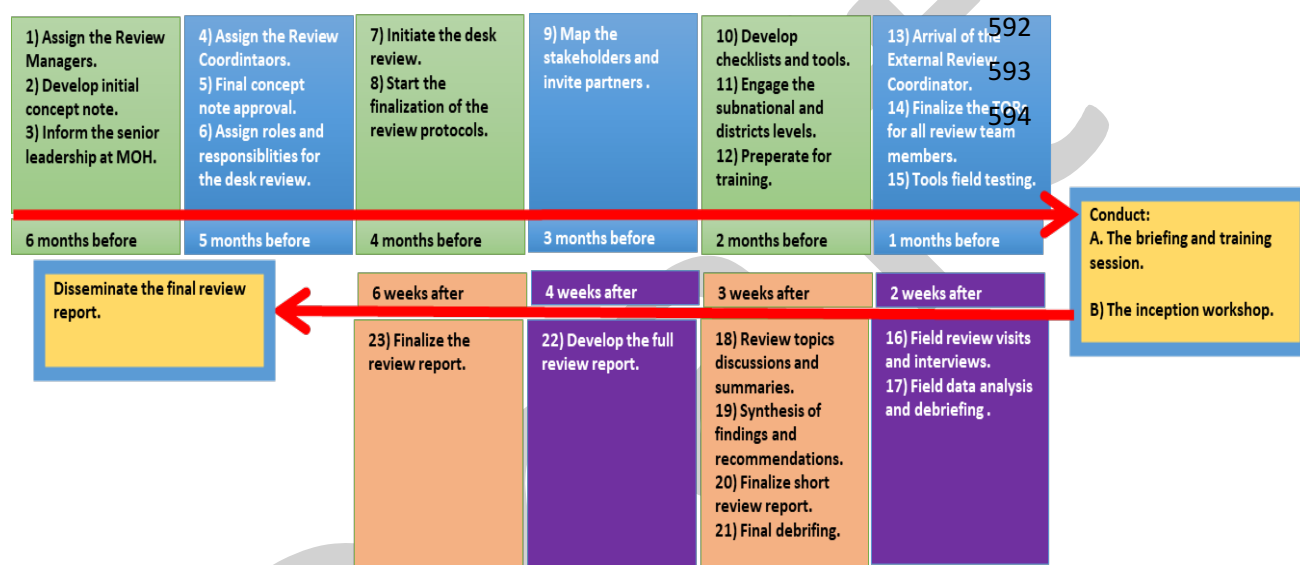 1) Assign the Review
Managers.
2) Develop initial
concept note.
3) Inform the senior
leadership at MOH.
6 months before
4) Assign the Review
Coordintaors.
5) Final concept
note approval.
6) Assign roles and
responsiblities for
the desk review.
5 months before
7) Initiate the desk
review.
8) Start the
finalization of the
review protocols.
4 months before
9) Map the
stakeholders and
invite partners .
3 months before
10) Develop
checklists and tools.
11) Engage the
subnational and
districts levels.
12) Preperate for
training.
2 months before
13) Arrival of the
External Review
Coordinator.
14) Finalize the TORs
for all review team
members.
15) Tools field testing.
1 months before
592
593
594
Conduct:
A. The briefing and training
session.
B) The inception workshop.
2 weeks after
16) Field review visits
and interviews.
17) Field data analysis
and debriefing .
3 weeks after
18) Review topics
discussions and
summaries.
19) Synthesis of
findings and
recommendations.
20) Finalize short
review report.
21) Final debrifing.
4 weeks after
22) Develop the full
review report.
6 weeks after
23) Finalize the
review report.
Disseminate the final review
report.